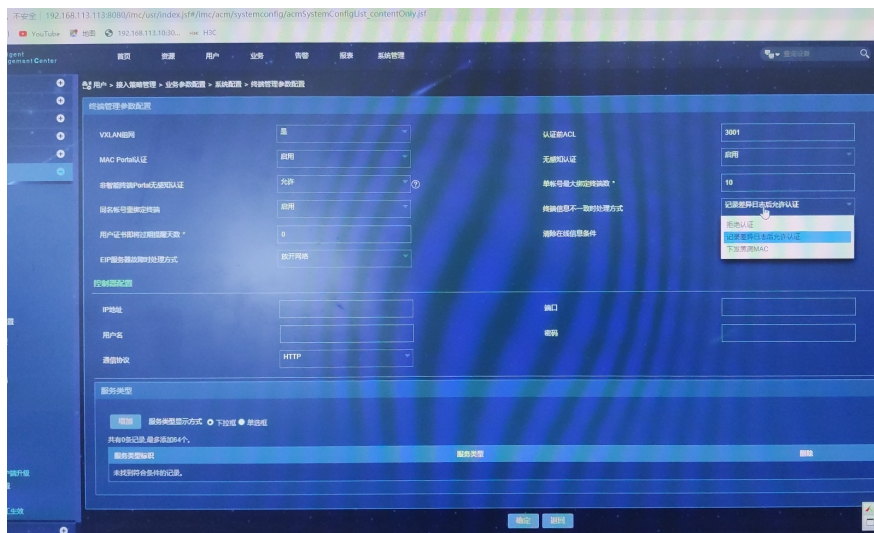 不安全 192.168.113.113:8080/imc/usr/index.jsf#/imc/acm/systemconfig/acmSystemConfigList_contentOnly.jsf
YouTube 地图 192.168.113.10:30... H3C
首页 资源 用户 业务 告警 报表 系统管理
gement Center
用户 > 接入策略管理 > 业务参数配置 > 系统配置 > 终端管理参数配置
终端管理参数配置
VXLAN组网 是 认证前ACL 3001
MAC Portal认证 启用 无感知认证 启用
非智能终端Portal无感知认证 允许 单帐号最大绑定终端数 * 10
同名帐号重绑定终端 启用 终端信息不一致时处理方式 记录差异日志后允许认证
拒绝认证
记录差异日志后允许认证
下发黑洞MAC
用户证书即将过期提醒天数 * 0 清除在线信息条件
EIP服务器故障时处理方式 放开网络
控制器配置
IP地址 端口
用户名 密码
通信协议 HTTP
服务类型
增加 服务类型显示方式 下拉框 单选框
共有0条记录,最多添加64个。
服务类型标识 服务类型 删除
未找到符合条件的记录。
端升级
生效
确定 返回